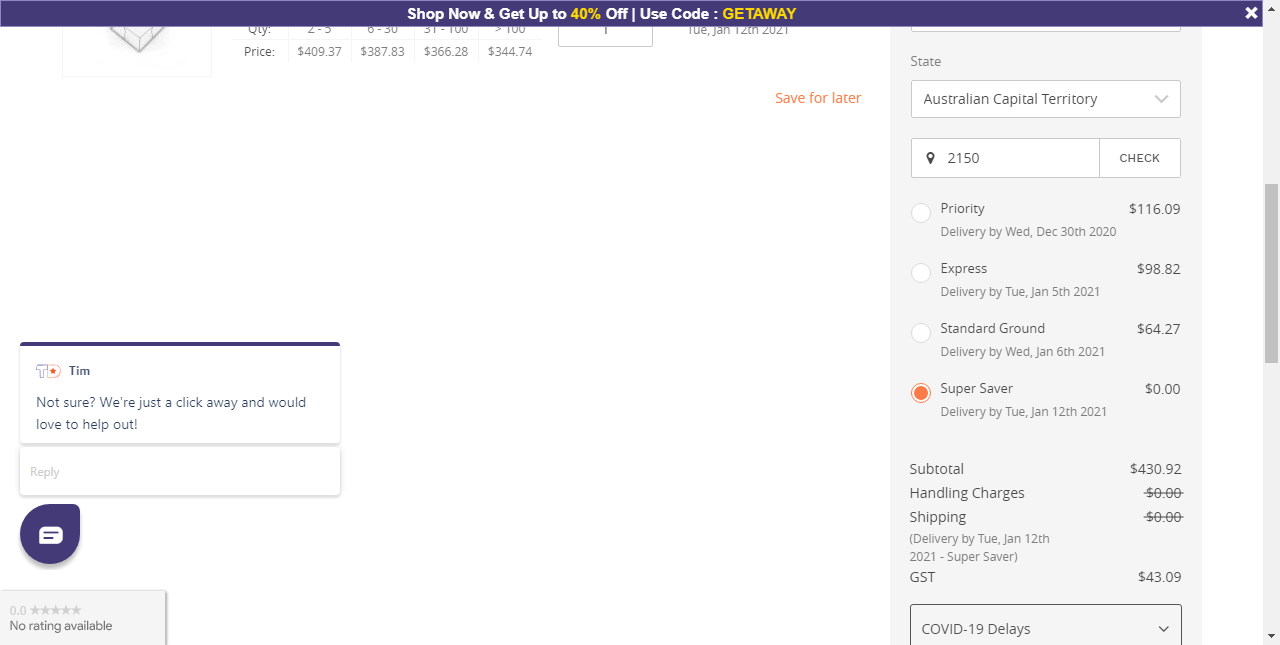 Shop Now & Get Up to 40% Off | Use Code : GETAWAY
Qty: 2 - 5 6 - 30 31 - 100 > 100 1 Tue, Jan 12th 2021
Price: $409.37 $387.83 $366.28 $344.74
Save for later
State
Australian Capital Territory
2150 CHECK
Priority $116.09
Delivery by Wed, Dec 30th 2020
Express $98.82
Delivery by Tue, Jan 5th 2021
Standard Ground $64.27
Delivery by Wed, Jan 6th 2021
Super Saver $0.00
Delivery by Tue, Jan 12th 2021
Subtotal $430.92
Handling Charges $0.00
Shipping $0.00
(Delivery by Tue, Jan 12th
2021 - Super Saver)
GST $43.09
COVID-19 Delays
Tim
Not sure? We're just a click away and would
love to help out!
Reply
0.0
No rating available